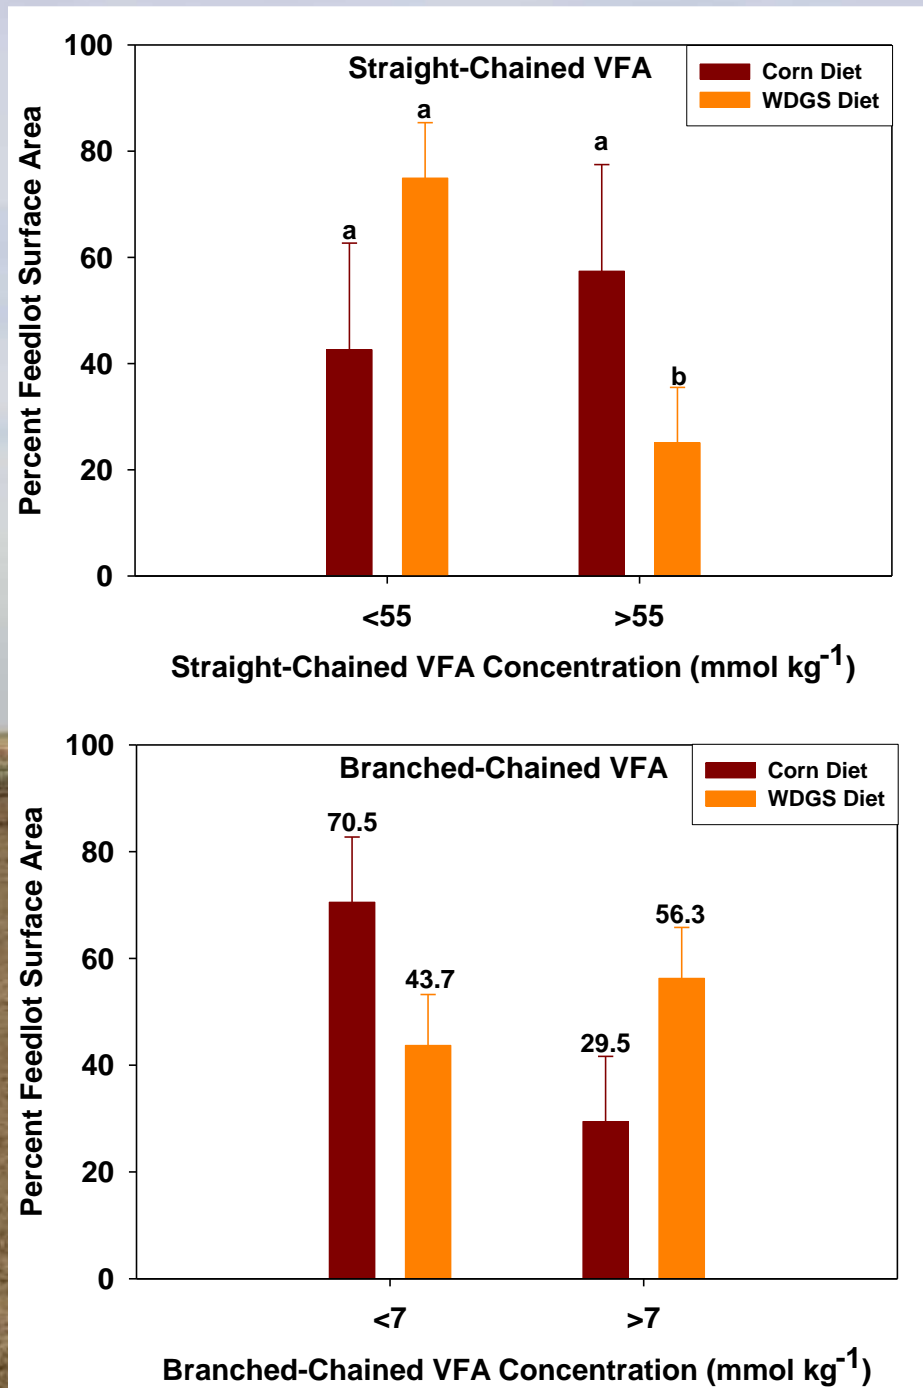 Straight-Chained VFA
Corn Diet
WDGS Diet
Percent Feedlot Surface Area
100
80
60
40
20
0
a
a
a
b
<55
>55
Straight-Chained VFA Concentration (mmol kg-1)
Branched-Chained VFA
Corn Diet
WDGS Diet
Percent Feedlot Surface Area
100
80
60
40
20
0
70.5
43.7
29.5
56.3
<7
>7
Branched-Chained VFA Concentration (mmol kg-1)